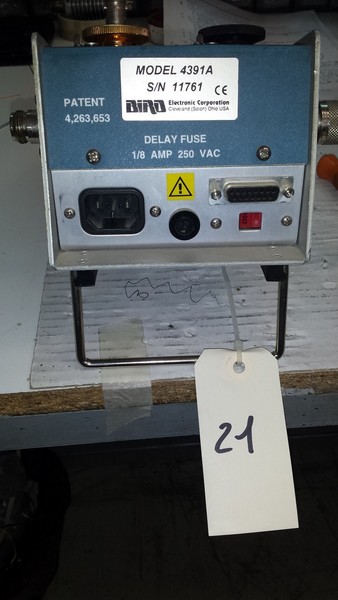 MODEL 4391A
S/N 11761
BIRD Electronic Corporation
Cleveland (Solon) Ohio USA
CE
PATENT
4,263,653
DELAY FUSE
1/8 AMP 250 VAC
21